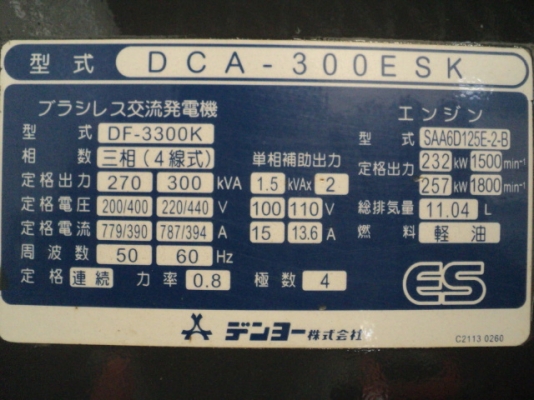 型式 DCA-300ESK
ブラシレス交流発電機
型式 DF-3300K
相数 三相(4線式) 単相補助出力
定格出力 270 300 kVA 1.5 kVAx 2
定格電圧 200/400 220/440 V 100 110 V
定格電流 779/390 787/394 A 15 13.6 A
周波数 50 60 Hz
定格 連続 力率 0.8 極数 4
エンジン
型式 SAA6D125E-2-B
定格出力 232 kW 1500 min⁻¹
257 kW 1800 min⁻¹
総排気量 11.04 L
燃料 軽油
ES
デンヨー株式会社
C2113 0260